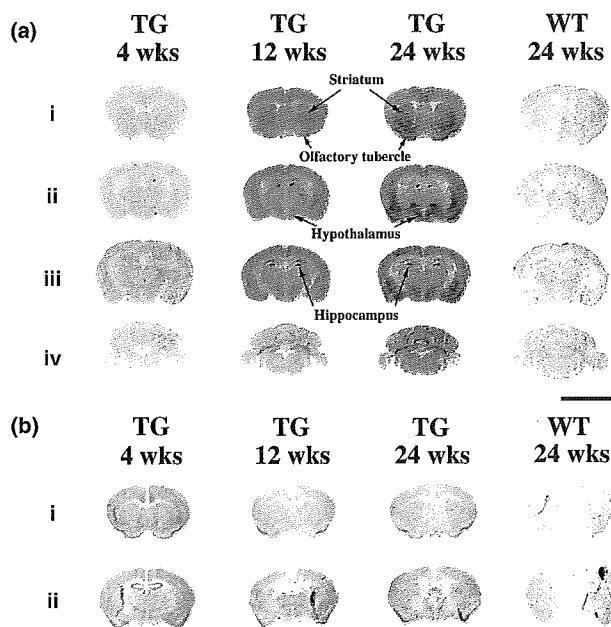 (a)
TG TG TG WT
4 wks 12 wks 24 wks 24 wks
Striatum
i
Olfactory tubercle
ii
Hypothalamus
iii
Hippocampus
iv
(b)
TG TG TG WT
4 wks 12 wks 24 wks 24 wks
i
ii